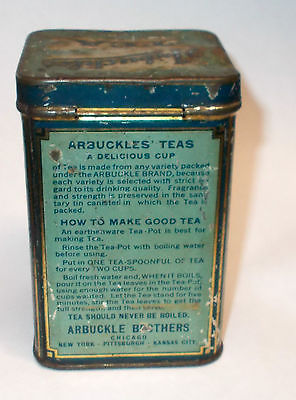 ARBUCKLES' TEAS
A DELICIOUS CUP
of Tea is made from any variety packed
under the ARBUCKLE BRAND, because
each variety is selected with strict re-
gard to its drinking quality. Fragrance
and strength is preserved in the sani-
tary tin canister in which the Tea is
packed.
HOW TO MAKE GOOD TEA
An earthenware Tea-Pot is best for
making Tea.
Rinse the Tea-Pot with boiling water
before using.
Put in ONE TEA-SPOONFUL OF TEA
for every TWO CUPS.
Boil fresh water and, WHEN IT BOILS,
pour it on the Tea leaves in the Tea-Pot,
using enough water for the number of
cups wanted. Let the Tea stand for five
minutes, stir the Tea leaves to get the
full strength, and then serve.
TEA SHOULD NEVER BE BOILED.
ARBUCKLE BROTHERS
CHICAGO
NEW YORK - PITTSBURGH - KANSAS CITY.